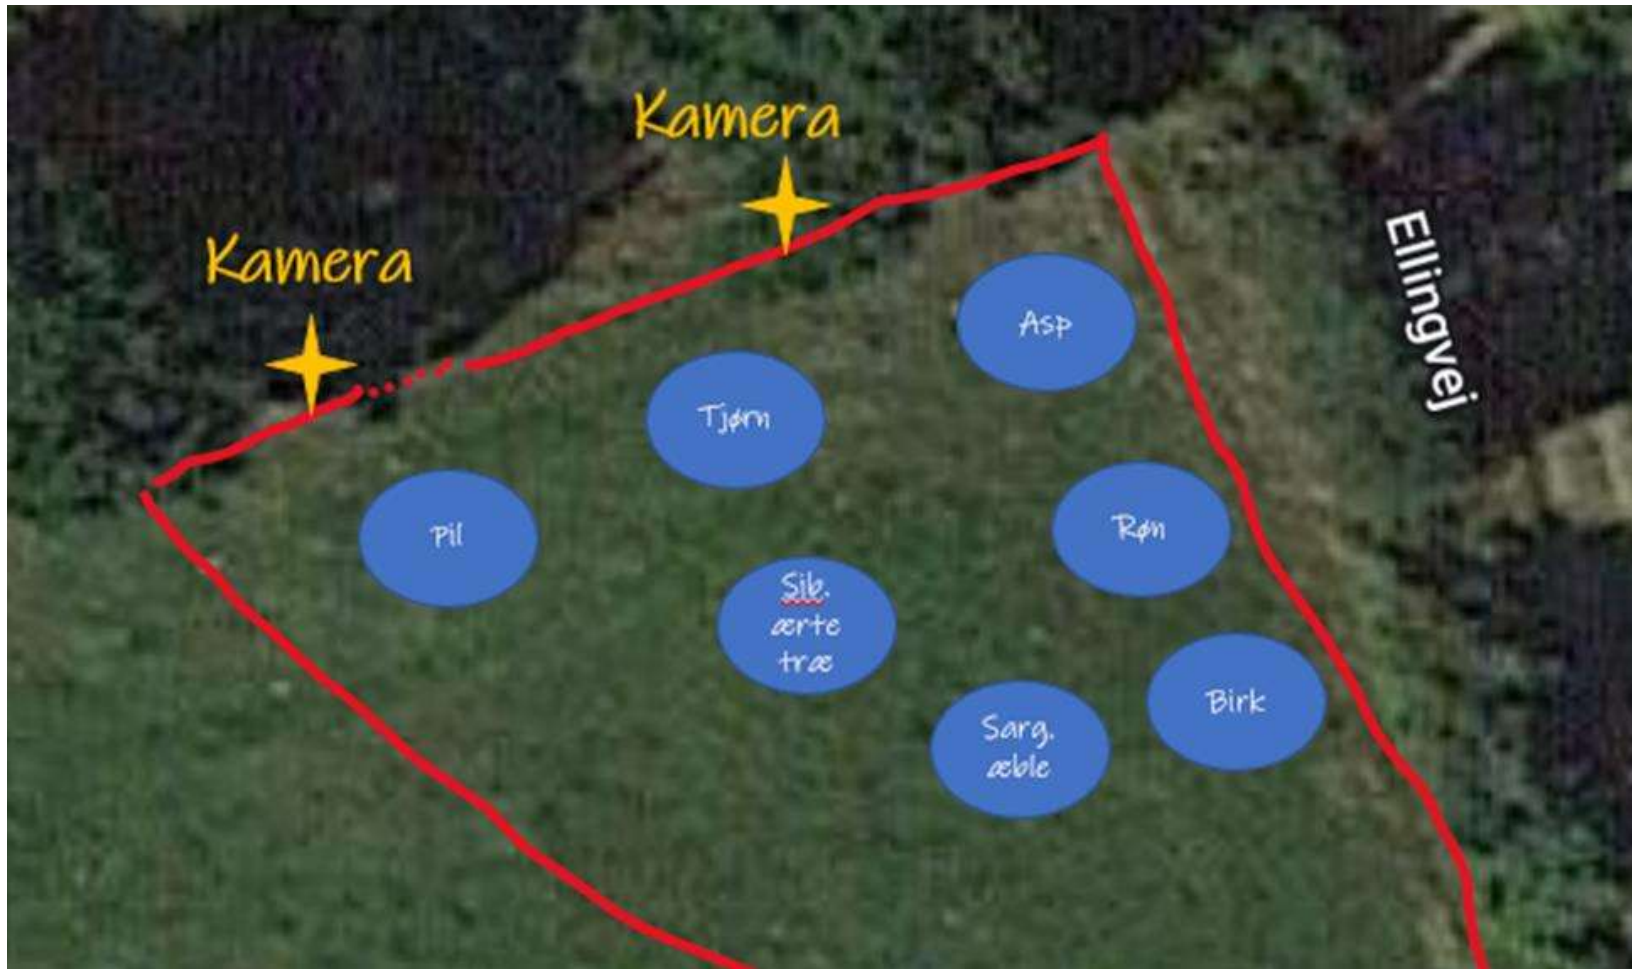 Kamera
Kamera
Ellingvej
Asp
Tjørn
Røn
Pil
Sib.
ærte
træ
Birk
Sarg.
æble